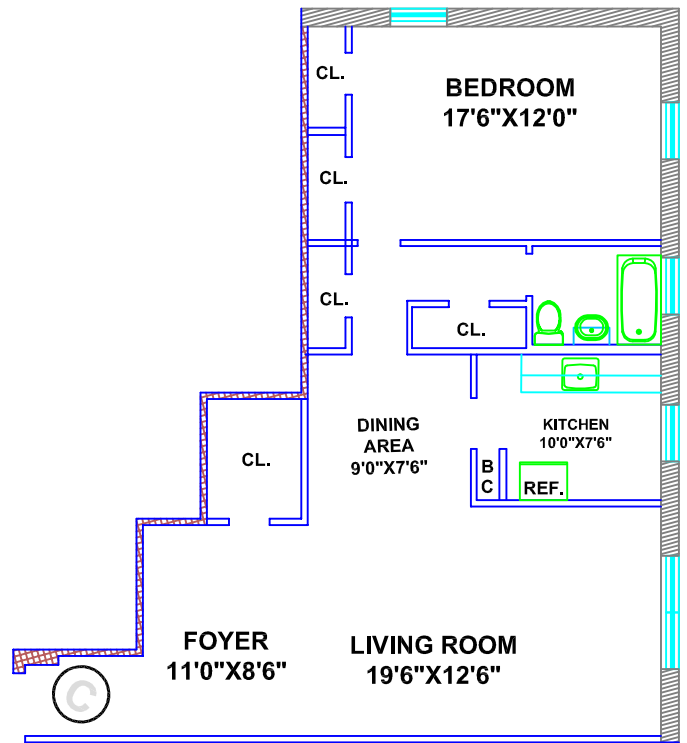 CL.
BEDROOM
17'6"X12'0"
CL.
CL.
CL.
DINING
AREA
9'0"X7'6"
KITCHEN
10'0"X7'6"
CL.
B
C
REF.
FOYER
11'0"X8'6"
LIVING ROOM
19'6"X12'6"
C